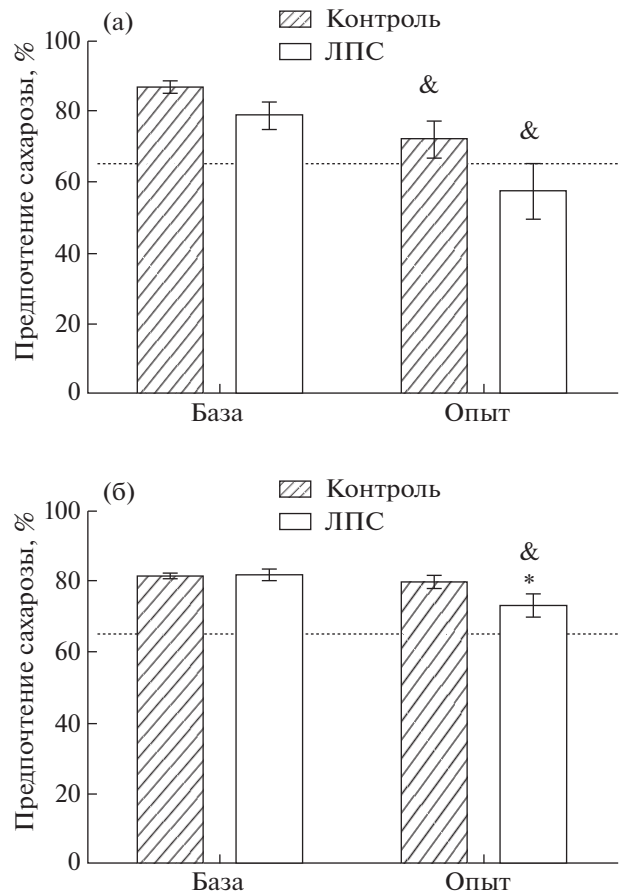 (а)
Контроль
ЛПС
Предпочтение сахарозы, %
100
80
60
40
20
0
&
&
База
Опыт
(б)
Контроль
ЛПС
Предпочтение сахарозы, %
100
80
60
40
20
0
&
*
База
Опыт